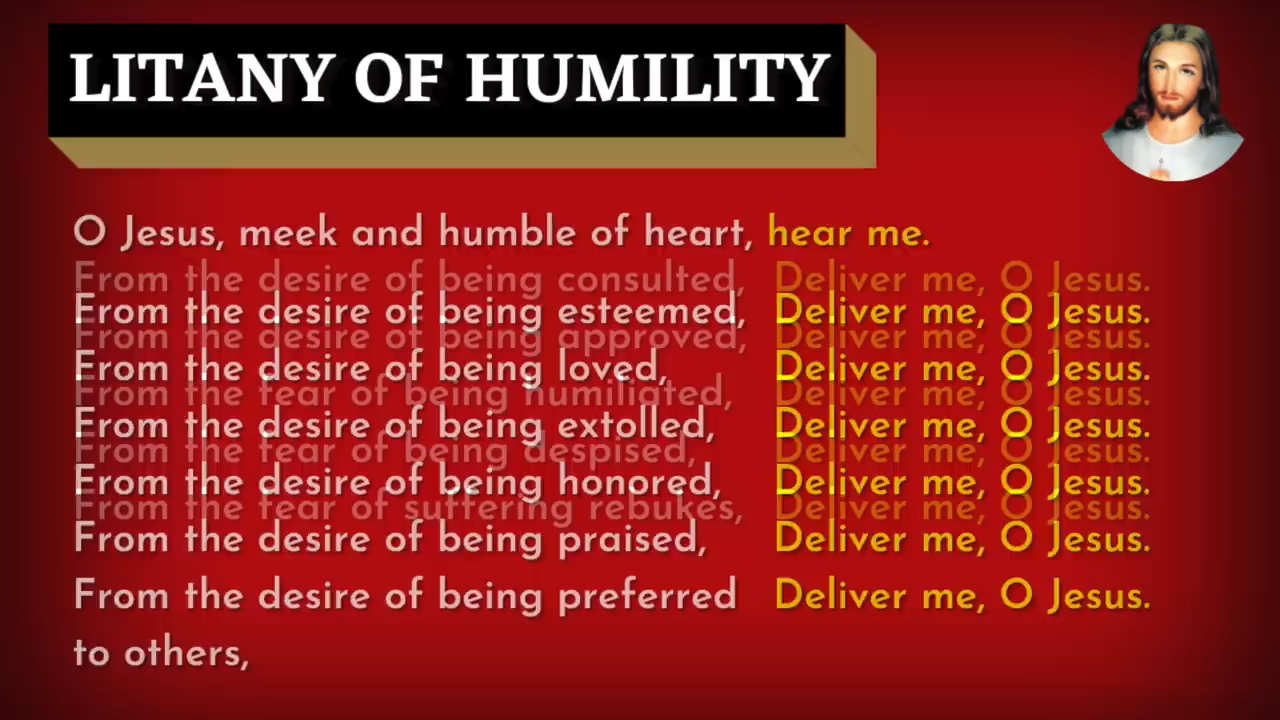 LITANY OF HUMILITY
O Jesus, meek and humble of heart, hear me.
From the desire of being consulted, Deliver me, O Jesus.
From the desire of being esteemed, Deliver me, O Jesus.
From the desire of being approved, Deliver me, O Jesus.
From the desire of being loved, Deliver me, O Jesus.
From the fear of being humiliated, Deliver me, O Jesus.
From the desire of being extolled, Deliver me, O Jesus.
From the fear of being despised, Deliver me, O Jesus.
From the desire of being honored, Deliver me, O Jesus.
From the fear of suffering rebukes, Deliver me, O Jesus.
From the desire of being praised, Deliver me, O Jesus.
From the desire of being preferred Deliver me, O Jesus.
to others,